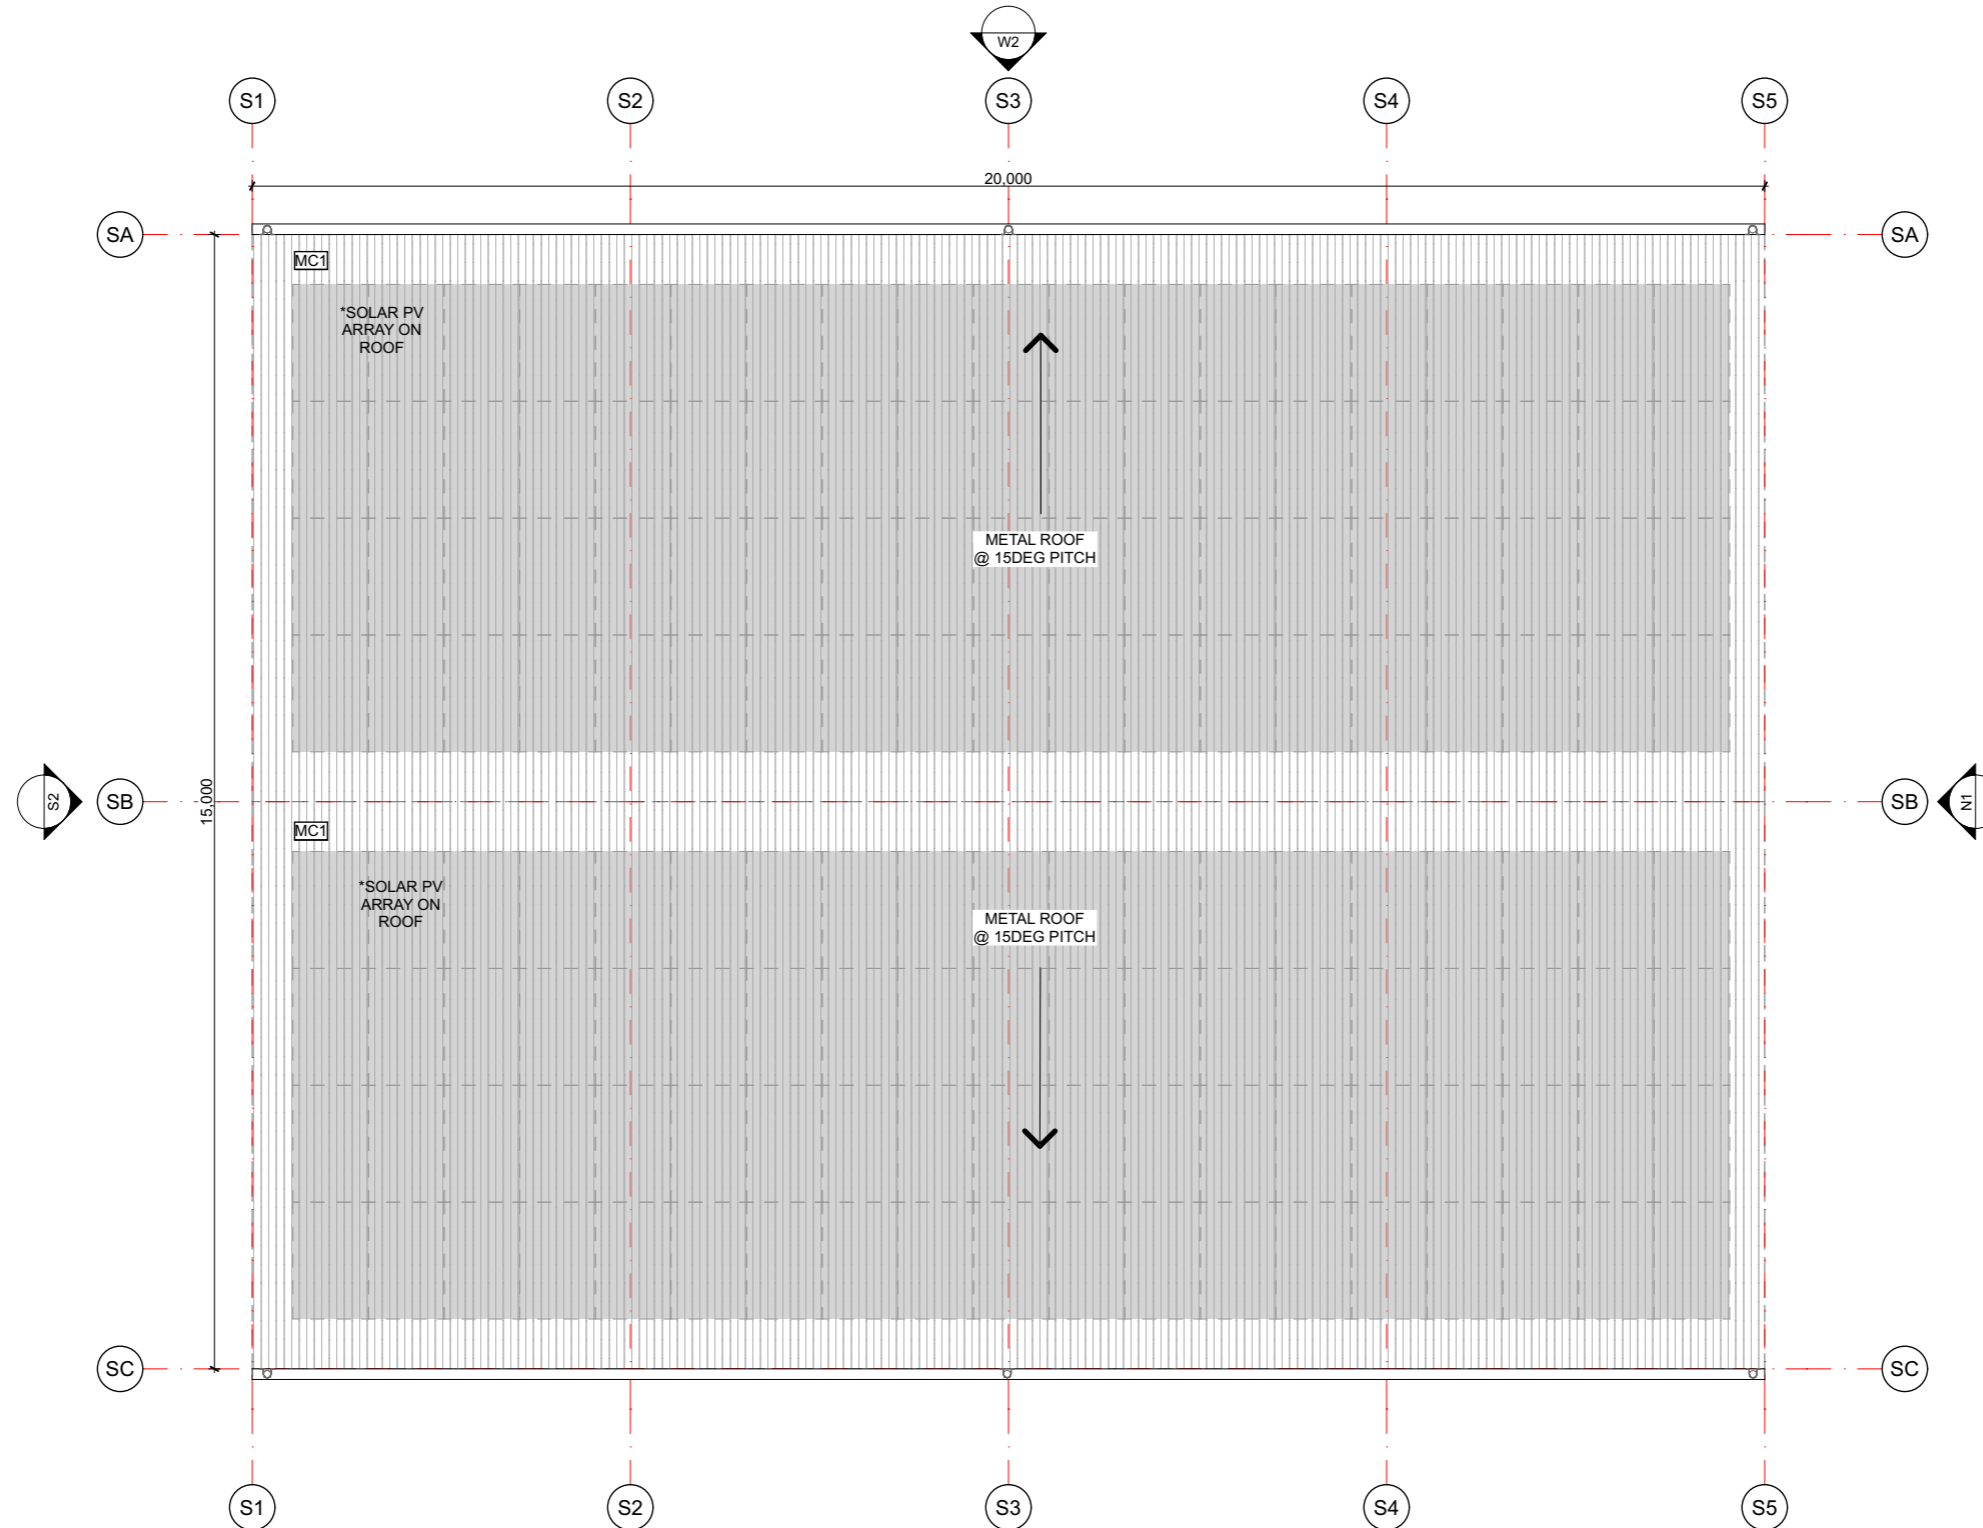 W2
S1
S2
S3
S4
S5
20,000
SA
SA
MC1
*SOLAR PV
ARRAY ON
ROOF
METAL ROOF
@ 15DEG PITCH
S2
SB
15,000
SB
N1
MC1
*SOLAR PV
ARRAY ON
ROOF
METAL ROOF
@ 15DEG PITCH
SC
SC
S1
S2
S3
S4
S5